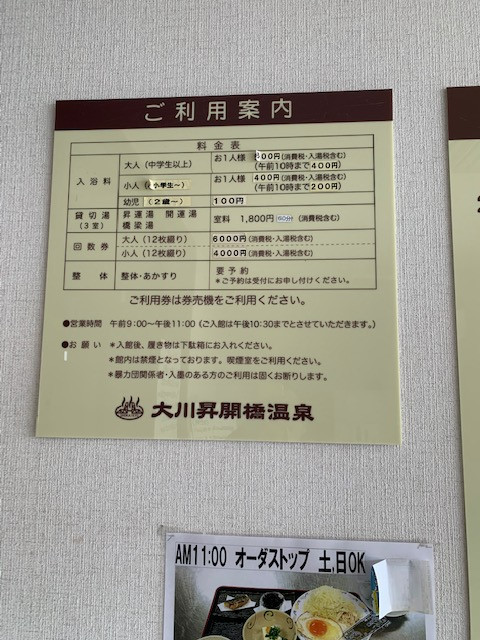 ご利用案内
料金表
入浴料 大人（中学生以上） お1人様 600円(消費税・入湯税含む)
(午前10時まで400円)
小人（小学生～） お1人様 400円(消費税・入湯税含む)
(午前10時まで200円)
幼児（2歳～） 100円
貸切湯（3室） 昇運湯 開運湯 橋梁湯 室料 1,800円 60分 (消費税含む)
回数券 大人（12枚綴り） 6000円(消費税・入湯税含む)
小人（12枚綴り） 4000円(消費税・入湯税含む)
整体 整体・あかすり 要予約
＊ご予約は受付にお申し付けください。
ご利用券は券売機をご利用ください。
●営業時間 午前9:00～午後11:00（ご入館は午後10:30までとさせていただきます。）
●お願い ＊入館後、履き物は下駄箱にお入れください。
＊館内は禁煙となっております。喫煙室をご利用ください。
＊暴力団関係者・入墨のある方のご利用は固くお断りします。
大川昇開橋温泉
AM11:00 オーダストップ 土,日OK